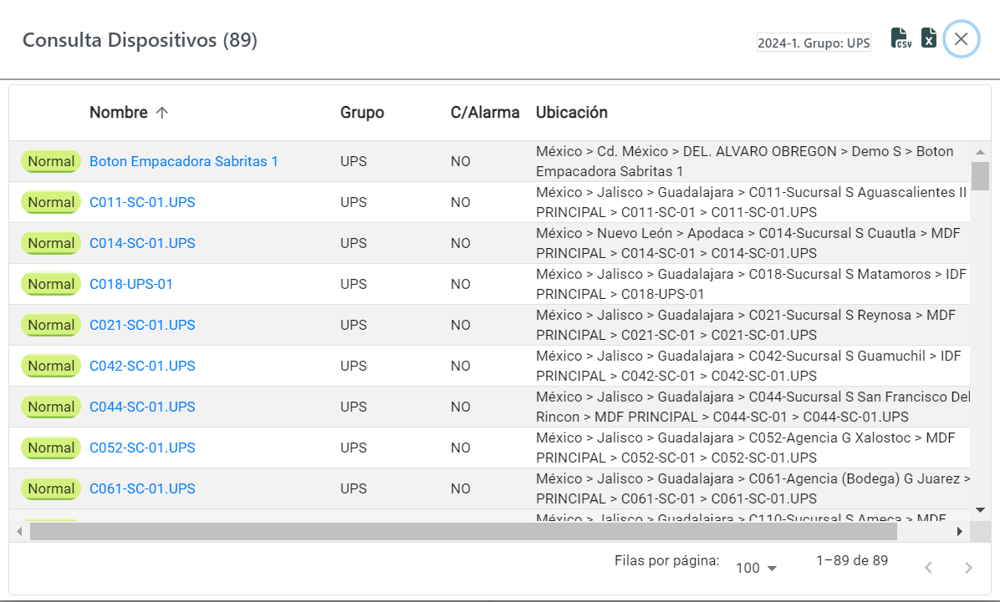 Consulta Dispositivos (89)
2024-1. Grupo: UPS
CSV
X
Nombre Grupo C/Alarma Ubicación
Normal Boton Empacadora Sabritas 1 UPS NO México > Cd. México > DEL. ALVARO OBREGON > Demo S > Boton
Empacadora Sabritas 1
Normal C011-SC-01.UPS UPS NO México > Jalisco > Guadalajara > C011-Sucursal S Aguascalientes II
PRINCIPAL > C011-SC-01 > C011-SC-01.UPS
Normal C014-SC-01.UPS UPS NO México > Nuevo León > Apodaca > C014-Sucursal S Cuautla > MDF
PRINCIPAL > C014-SC-01 > C014-SC-01.UPS
Normal C018-UPS-01 UPS NO México > Jalisco > Guadalajara > C018-Sucursal S Matamoros > IDF
PRINCIPAL > C018-UPS-01
Normal C021-SC-01.UPS UPS NO México > Jalisco > Guadalajara > C021-Sucursal S Reynosa > MDF
PRINCIPAL > C021-SC-01 > C021-SC-01.UPS
Normal C042-SC-01.UPS UPS NO México > Jalisco > Guadalajara > C042-Sucursal S Guamuchil > IDF
PRINCIPAL > C042-SC-01 > C042-SC-01.UPS
Normal C044-SC-01.UPS UPS NO México > Jalisco > Guadalajara > C044-Sucursal S San Francisco Del
Rincon > MDF PRINCIPAL > C044-SC-01 > C044-SC-01.UPS
Normal C052-SC-01.UPS UPS NO México > Jalisco > Guadalajara > C052-Agencia G Xalostoc > MDF
PRINCIPAL > C052-SC-01 > C052-SC-01.UPS
Normal C061-SC-01.UPS UPS NO México > Jalisco > Guadalajara > C061-Agencia (Bodega) G Juarez >
PRINCIPAL > C061-SC-01 > C061-SC-01.UPS
México > Jalisco > Guadalajara > C110-Sucursal S Ameca > MDF
Filas por página: 100 1–89 de 89